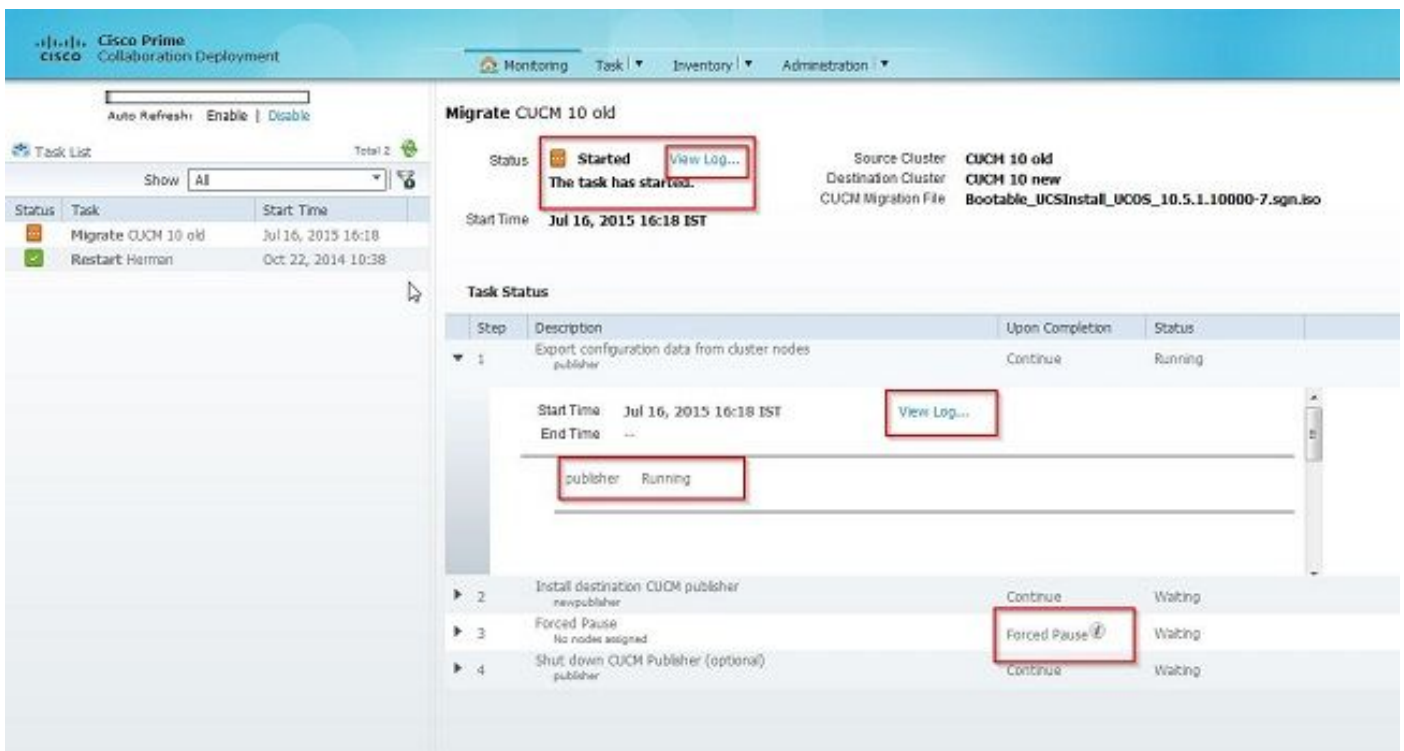 Cisco Prime
CISCO Collaboration Deployment
Monitoring Task Inventory Administration
Auto Refresh: Enable | Disable
Task List Total 2
Show All
Status Task Start Time
Migrate CUCM 10 old Jul 16, 2015 16:18
Restart Herman Oct 22, 2014 10:38
Migrate CUCM 10 old
Status Started View Log...
The task has started.
Start Time Jul 16, 2015 16:18 IST
Source Cluster CUCM 10 old
Destination Cluster CUCM 10 new
CUCM Migration File Bootable_UCSInstall_UCOS_10.5.1.10000-7.sgn.iso
Task Status
Step Description Upon Completion Status
1 Export configuration data from cluster nodes Continue Running
publisher
Start Time Jul 16, 2015 16:18 IST View Log...
End Time --
publisher Running
2 Install destination CUCM publisher Continue Waiting
newpublisher
3 Forced Pause Forced Pause i Waiting
No nodes assigned
4 Shut down CUCM Publisher (optional) Continue Waiting
publisher